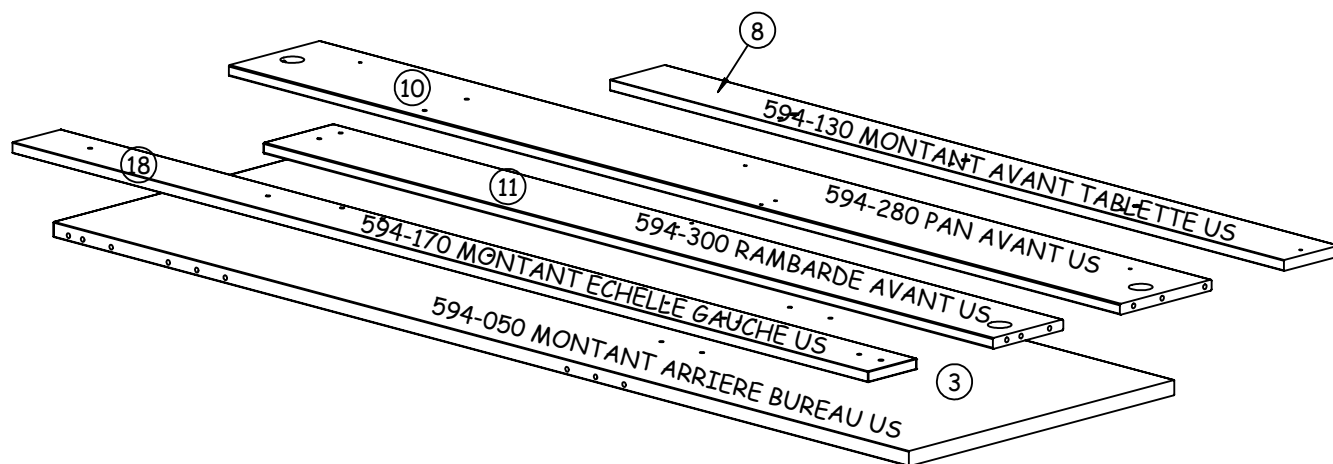 8
10
594-130 MONTANT AVANT TABLETTE US
18
11
594-280 PAN AVANT US
594-300 RAMBARDE AVANT US
594-170 MONTANT ECHELLE GAUCHE US
594-050 MONTANT ARRIERE BUREAU US
3